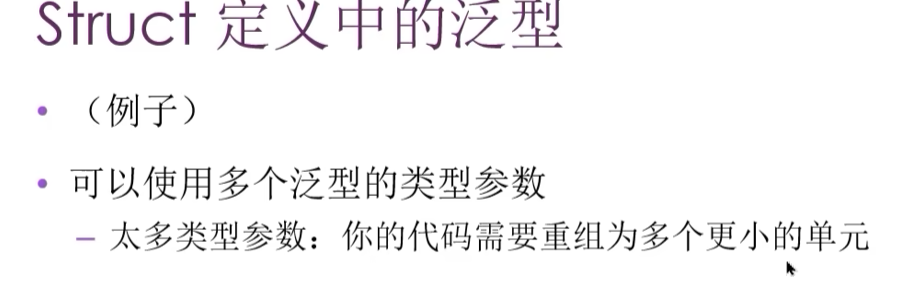 Struct 定义中的泛型
• （例子）
• 可以使用多个泛型的类型参数
– 太多类型参数：你的代码需要重组为多个更小的单元